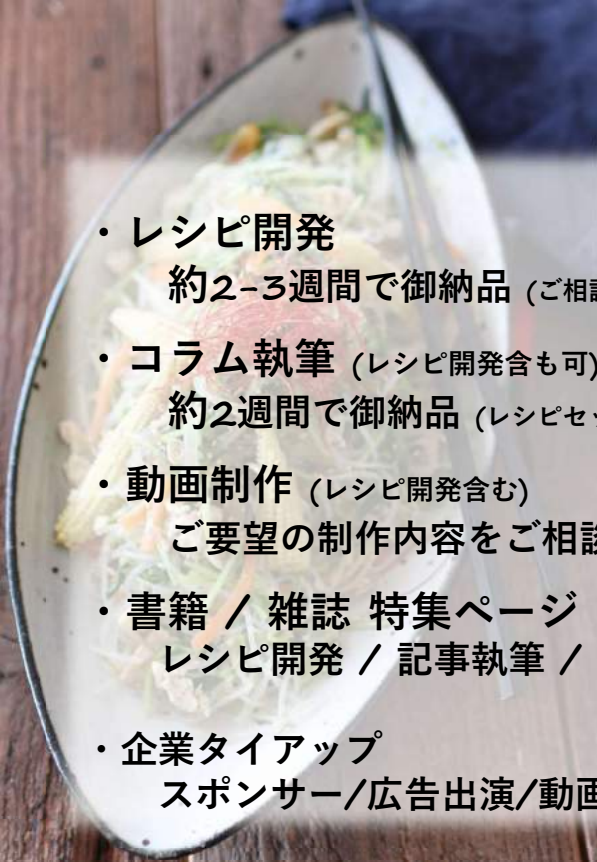 ・レシピ開発
約2-3週間で御納品 (ご相
・コラム執筆 (レシピ開発含も可)
約2週間で御納品 (レシピセッ
・動画制作 (レシピ開発含む)
ご要望の制作内容をご相談
・書籍 / 雑誌 特集ページ
レシピ開発 / 記事執筆 /
・企業タイアップ
スポンサー/広告出演/動画